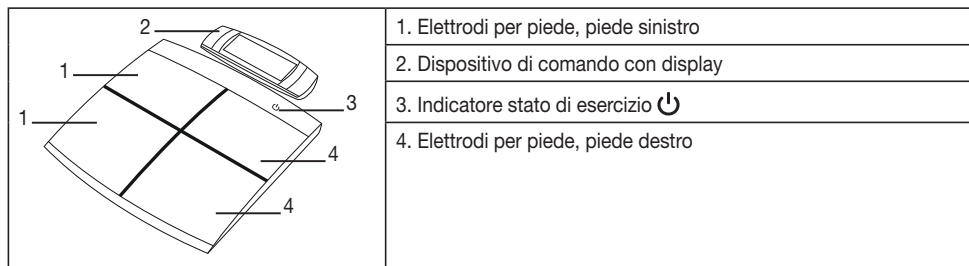 2
1
1
3
4
4
1. Elettrodi per piede, piede sinistro
2. Dispositivo di comando con display
3. Indicatore stato di esercizio ⏻
4. Elettrodi per piede, piede destro